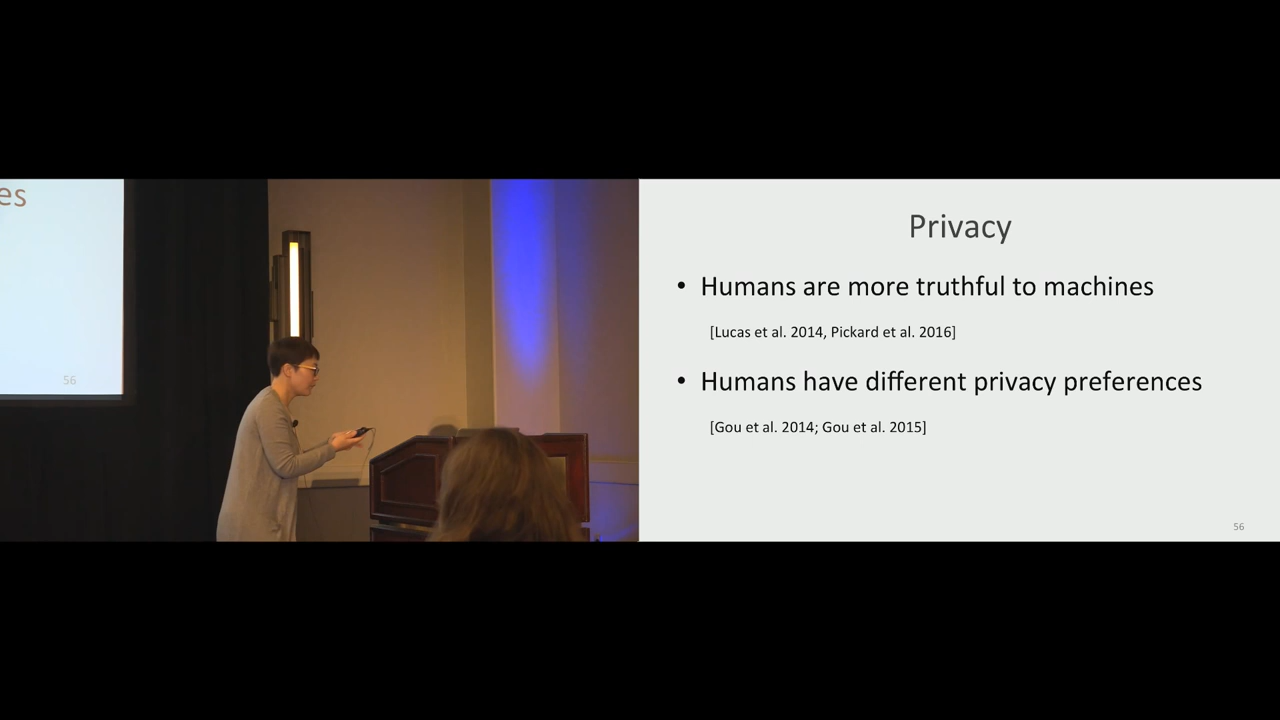 es
56
Privacy
• Humans are more truthful to machines
[Lucas et al. 2014, Pickard et al. 2016]
• Humans have different privacy preferences
[Gou et al. 2014; Gou et al. 2015]
56